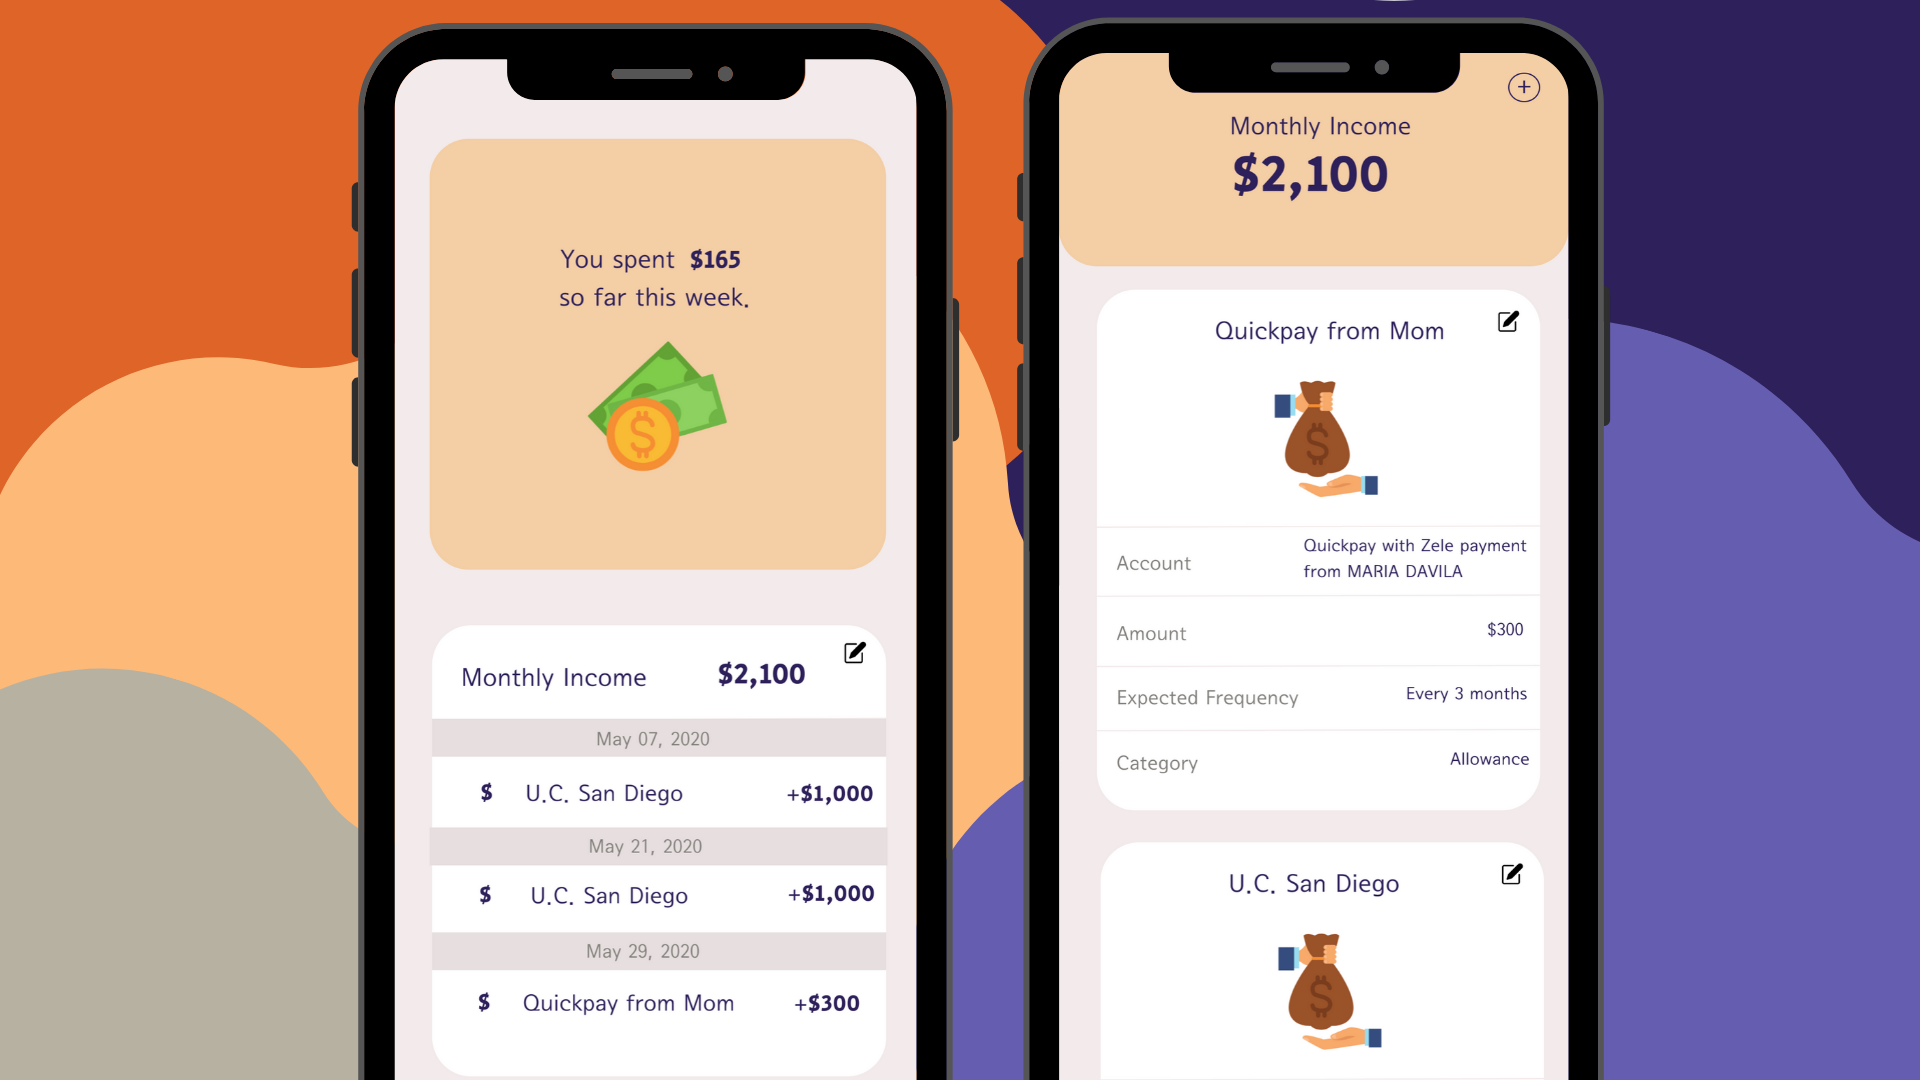 You spent $165
so far this week.
$
Monthly Income $2,100
May 07, 2020
$ U.C. San Diego +$1,000
May 21, 2020
$ U.C. San Diego +$1,000
May 29, 2020
$ Quickpay from Mom +$300
Monthly Income
$2,100
Quickpay from Mom
$
Account Quickpay with Zele payment
from MARIA DAVILA
Amount $300
Expected Frequency Every 3 months
Category Allowance
U.C. San Diego
$